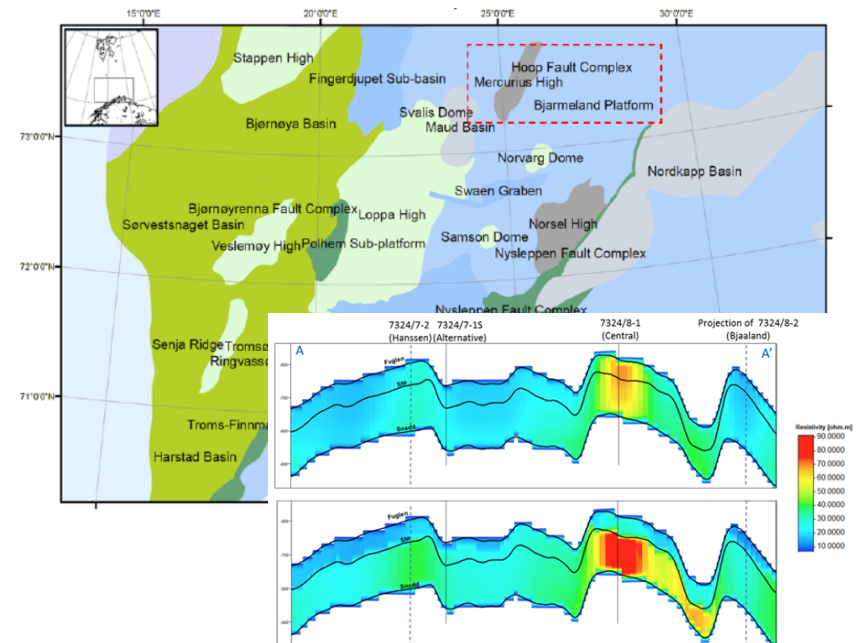 15°0'0"E
20°0'0"E
25°0'0"E
30°0'0"E
Stappen High
Fingerdjupet Sub-basin
Hoop Fault Complex
Mercurius High
Bjarmeland Platform
Svalis Dome
Maud Basin
Bjørnøya Basin
73°0'0"N
Norvarg Dome
Nordkapp Basin
Swaen Graben
Bjørnøyrenna Fault Complex
Loppa High
Sørvestsnaget Basin
Norsel High
Samson Dome
Veslemøy High
Polhem Sub-platform
Nysleppen Fault Complex
72°0'0"N
Nysleppen Fault Complex
Senja Ridge
Tromsø
Ringvassø
71°0'0"N
Troms-Finnma
Harstad Basin
7324/7-2
(Hanssen)
7324/7-1S
(Alternative)
7324/8-1
(Central)
Projection of 7324/8-2
(Bjaaland)
A
A'
Fuglen
Stø
Snadd
Fuglen
Stø
Snadd
Resistivity [ohm.m]
90.0000
80.0000
70.0000
60.0000
50.0000
40.0000
30.0000
20.0000
10.0000